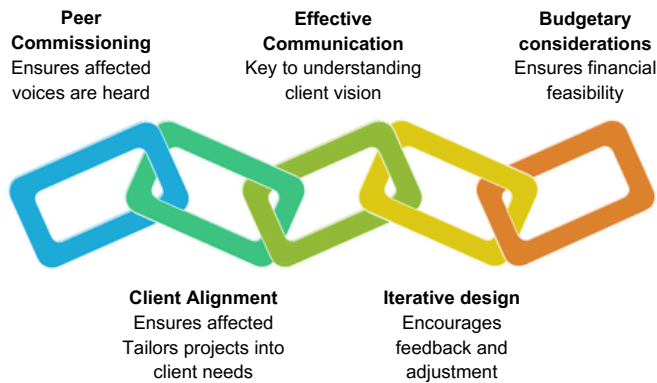 Peer
Commissioning
Ensures affected
voices are heard
Effective
Communication
Key to understanding
client vision
Budgetary
considerations
Ensures financial
feasibility
Client Alignment
Ensures affected
Tailors projects into
client needs
Iterative design
Encourages
feedback and
adjustment